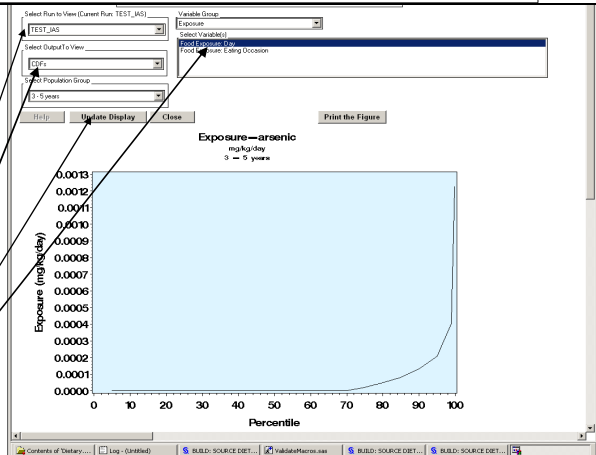 Select Run to View (Current Run: TEST_IAS)
Variable Group
TEST_IAS
Exposure
Select Variable(s)
Food Exposure: Day
Food Exposure: Eating Occasion
Select OutputTo View
CDFs
Select Population Group
3 - 5 years
Help
Update Display
Close
Print the Figure
Exposure—arsenic
mg/kg/day
3 — 5 years
Exposure (mg/kg/day)
0.0013
0.0012
0.0011
0.0010
0.0009
0.0008
0.0007
0.0006
0.0005
0.0004
0.0003
0.0002
0.0001
0.0000
0 10 20 30 40 50 60 70 80 90 100
Percentile
Contents of 'Dietary....
Log - (Untitled)
BUILD: SOURCE DIET...
ValidateMacros.sas
BUILD: SOURCE DIET...
BUILD: SOURCE DIET...